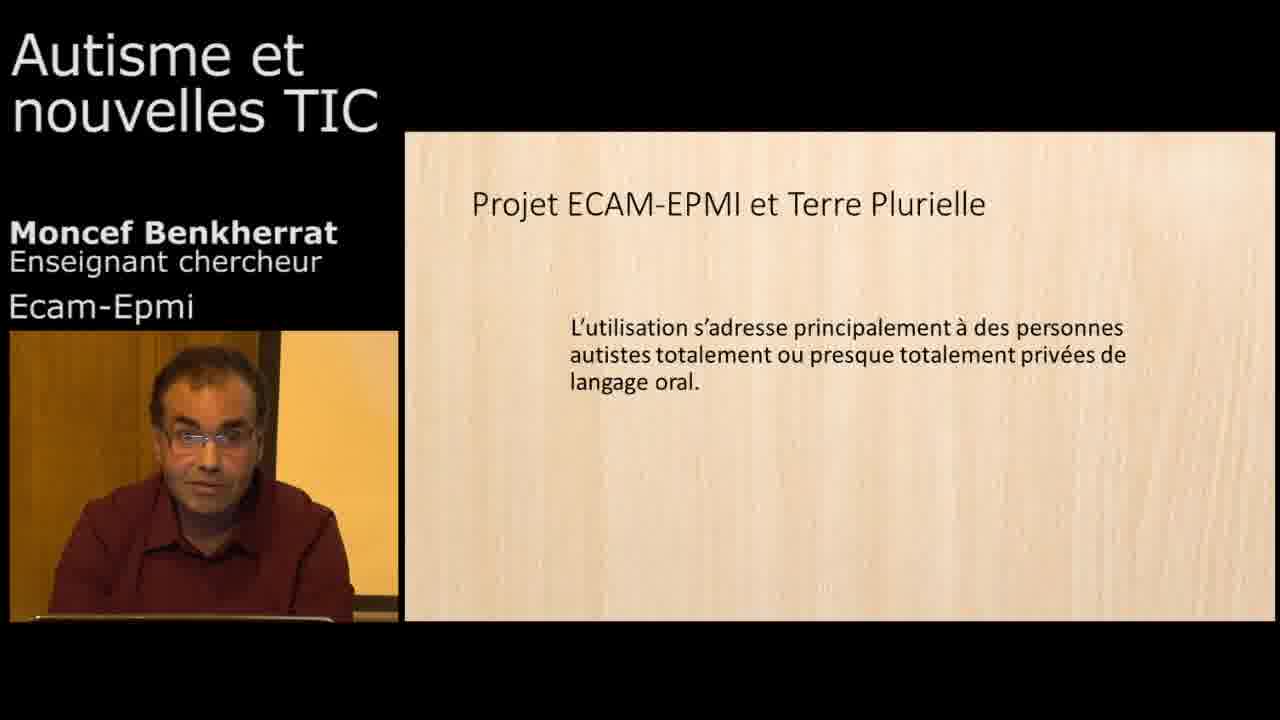 Autisme et
nouvelles TIC
Moncef Benkherrat
Enseignant chercheur
Ecam-Epmi
Projet ECAM-EPMI et Terre Plurielle
L'utilisation s'adresse principalement à des personnes
autistes totalement ou presque totalement privées de
langage oral.